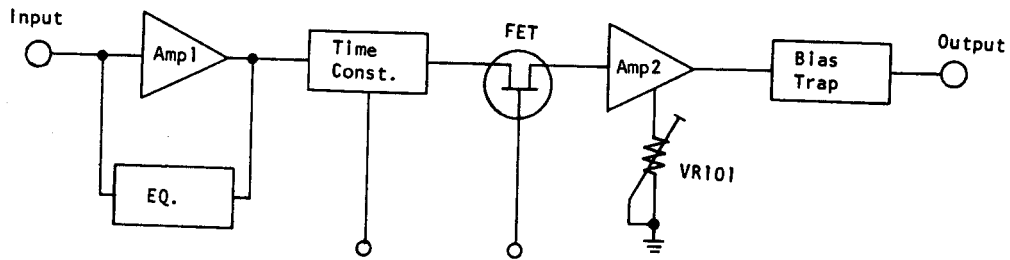 Input
Amp1
Time
Const.
FET
Amp2
Bias
Trap
Output
EQ.
VR101